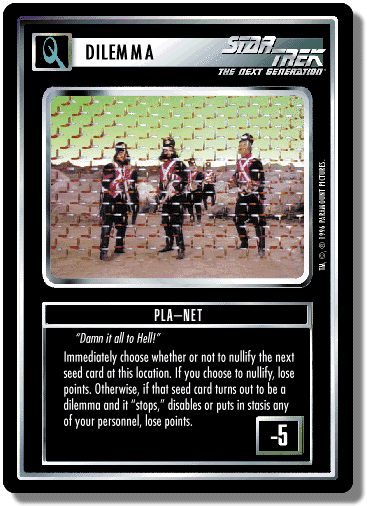 DILEMMA
STAR TREK
THE NEXT GENERATION®
TM, ©, ® 1996 PARAMOUNT PICTURES.
PLA–NET
"Damn it all to Hell!"
Immediately choose whether or not to nullify the next
seed card at this location. If you choose to nullify, lose
points. Otherwise, if that seed card turns out to be a
dilemma and it "stops," disables or puts in stasis any
of your personnel, lose points.
-5